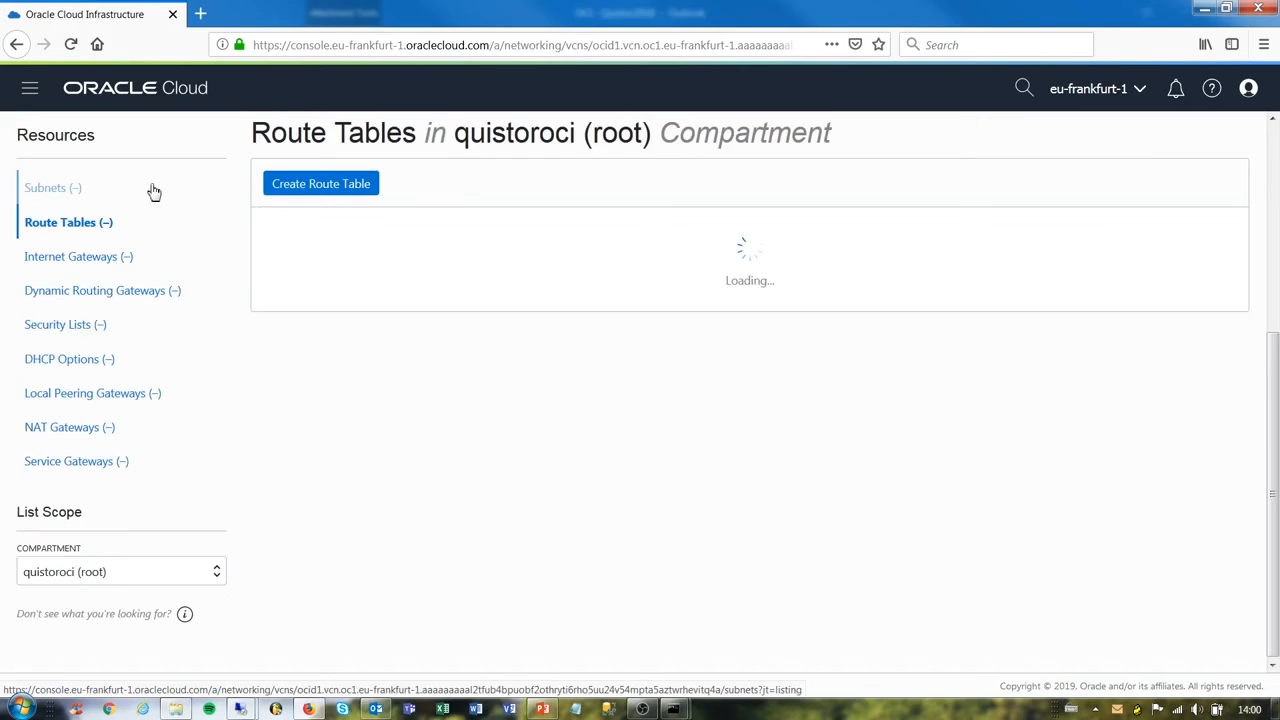 Oracle Cloud Infrastructure
https://console.eu-frankfurt-1.oraclecloud.com/a/networking/vcns/ocid1.vcn.oc1.eu-frankfurt-1.aaaaaaaaal
Search
ORACLE Cloud
eu-frankfurt-1
Resources
Route Tables in quistoroci (root) Compartment
Subnets (–)
Create Route Table
Route Tables (–)
Internet Gateways (–)
Loading...
Dynamic Routing Gateways (–)
Security Lists (–)
DHCP Options (–)
Local Peering Gateways (–)
NAT Gateways (–)
Service Gateways (–)
List Scope
COMPARTMENT
quistoroci (root)
Don't see what you're looking for?
https://console.eu-frankfurt-1.oraclecloud.com/a/networking/vcns/ocid1.vcn.oc1.eu-frankfurt-1.aaaaaaaaal2tfub4bpuobf2othryti6rho5uu24v54mpta5aztwrhevitq4a/subnets?jt=listing
Copyright © 2019, Oracle and/or its affiliates. All rights reserved.
14:00